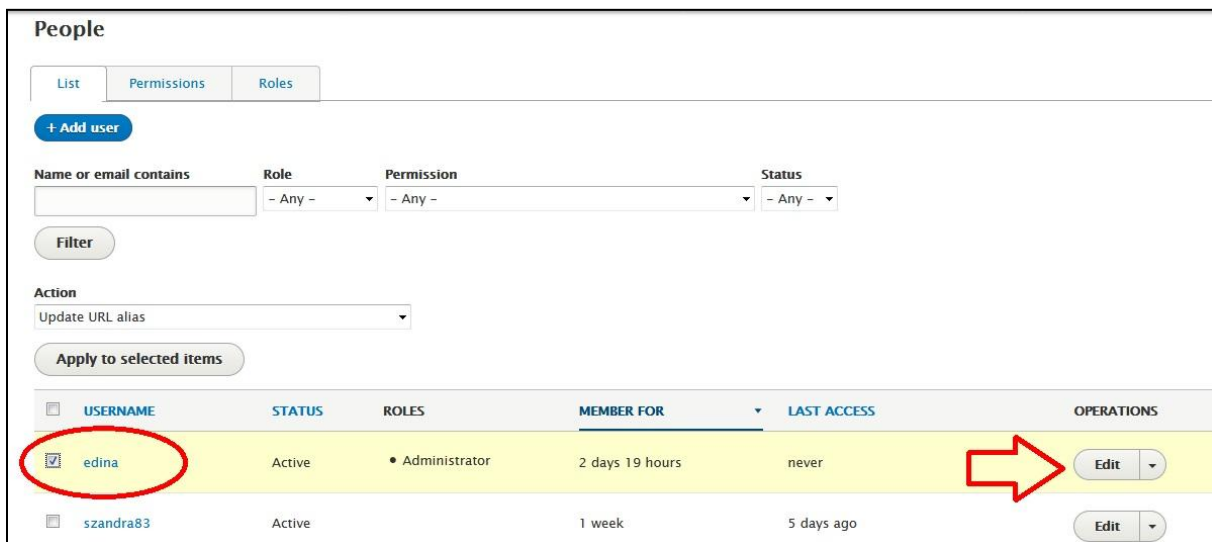 People
List Permissions Roles
+ Add user
Name or email contains Role Permission Status
- Any - - Any - - Any -
Filter
Action
Update URL alias
Apply to selected items
USERNAME STATUS ROLES MEMBER FOR LAST ACCESS OPERATIONS
edina Active • Administrator 2 days 19 hours never Edit
szandra83 Active 1 week 5 days ago Edit